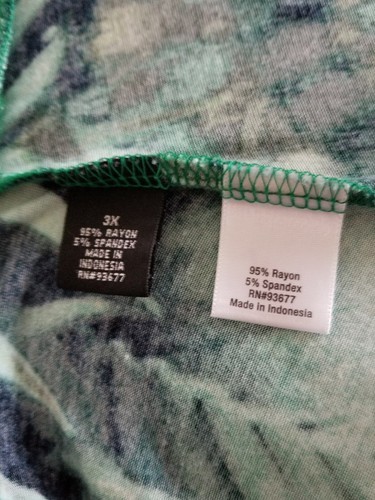 3X
95% RAYON
5% SPANDEX
MADE IN
INDONESIA
RN#93677
95% Rayon
5% Spandex
RN#93677
Made in Indonesia